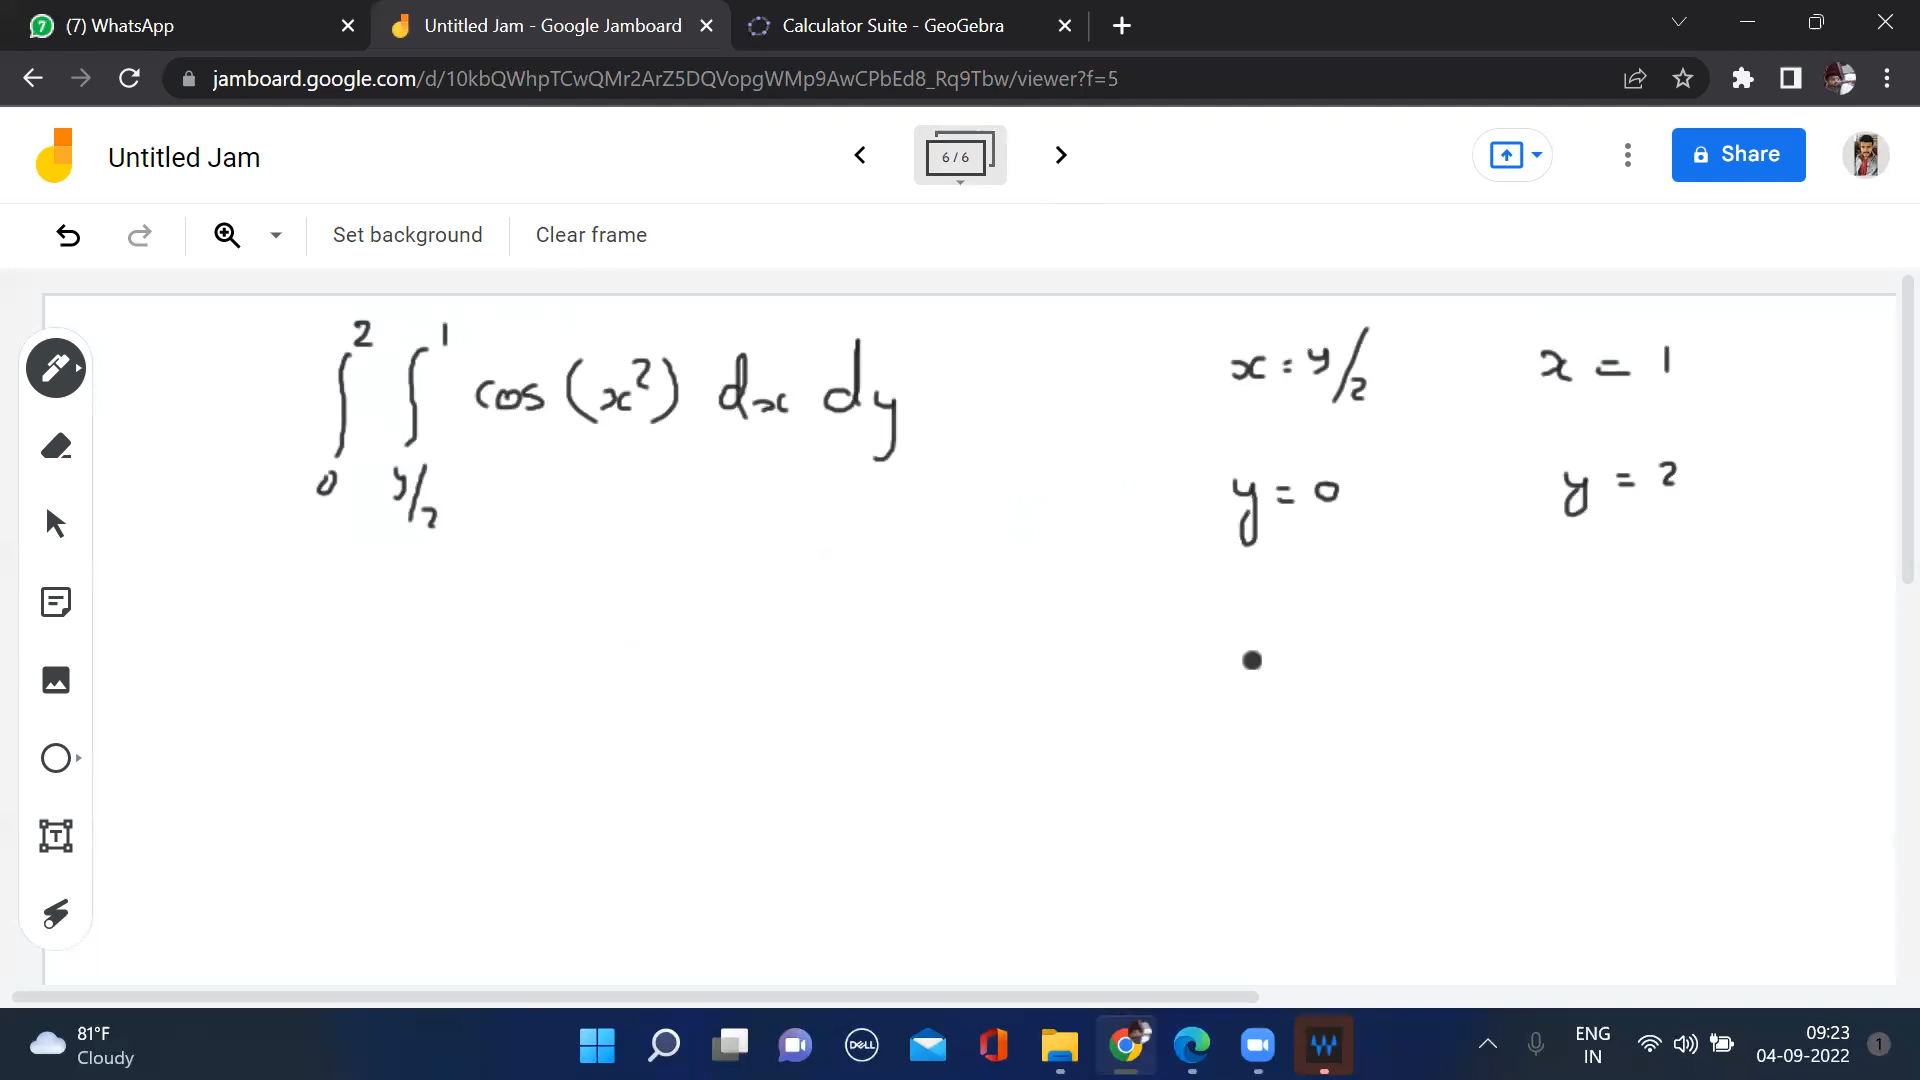 (7) WhatsApp
Untitled Jam - Google Jamboard
Calculator Suite - GeoGebra
jamboard.google.com/d/10kbQWhpTCwQMr2ArZ5DQVopgWMp9AwCPbEd8_Rq9Tbw/viewer?f=5
Untitled Jam
6 / 6
Share
Set background
Clear frame
∫₀² ∫_{y/2}^1 cos (x²) dx dy
x = y/2
x = 1
y = 0
y = 2
81°F
Cloudy
DELL
ENG
IN
09:23
04-09-2022
1